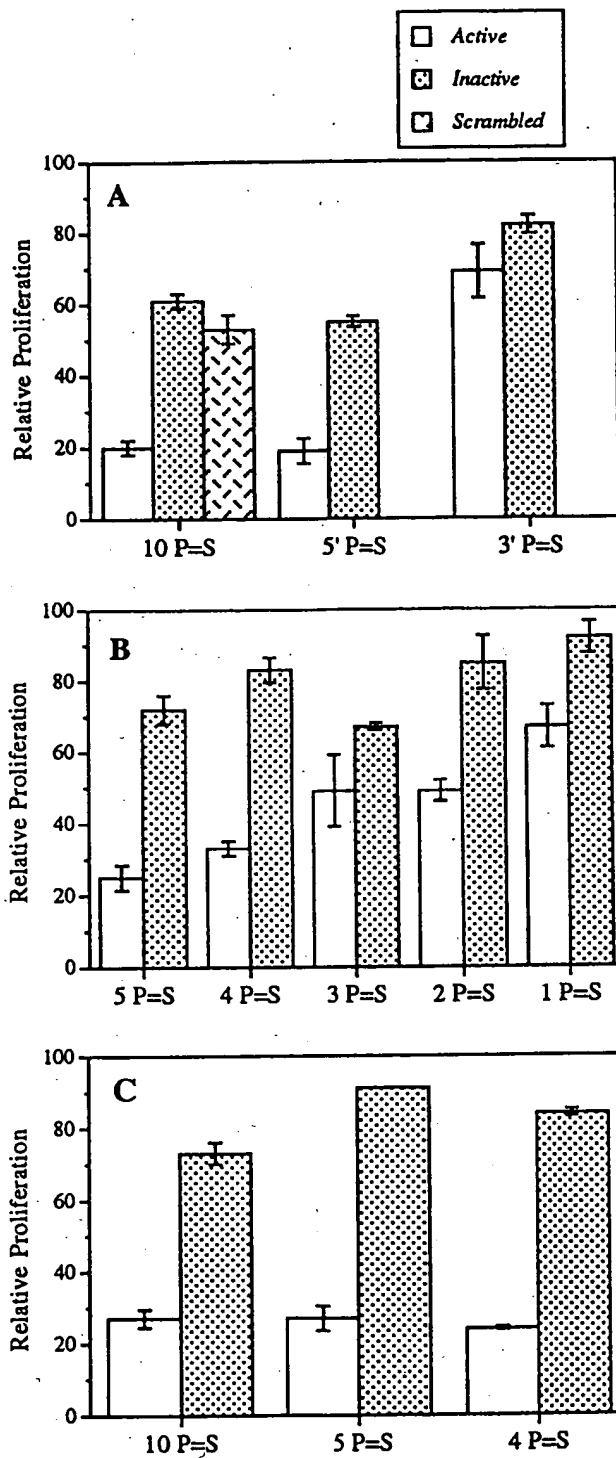 Active
Inactive
Scrambled
A
Relative Proliferation
100
80
60
40
20
0
10 P=S
5' P=S
3' P=S
B
Relative Proliferation
100
80
60
40
20
0
5 P=S
4 P=S
3 P=S
2 P=S
1 P=S
C
Relative Proliferation
100
80
60
40
20
0
10 P=S
5 P=S
4 P=S